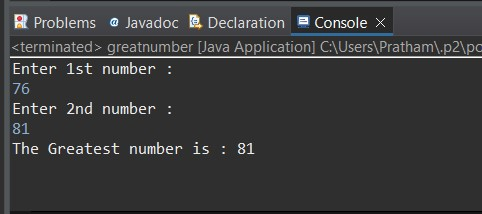 Problems @ Javadoc Declaration Console
<terminated> greatnumber [Java Application] C:\Users\Pratham\.p2\po
Enter 1st number :
76
Enter 2nd number :
81
The Greatest number is : 81